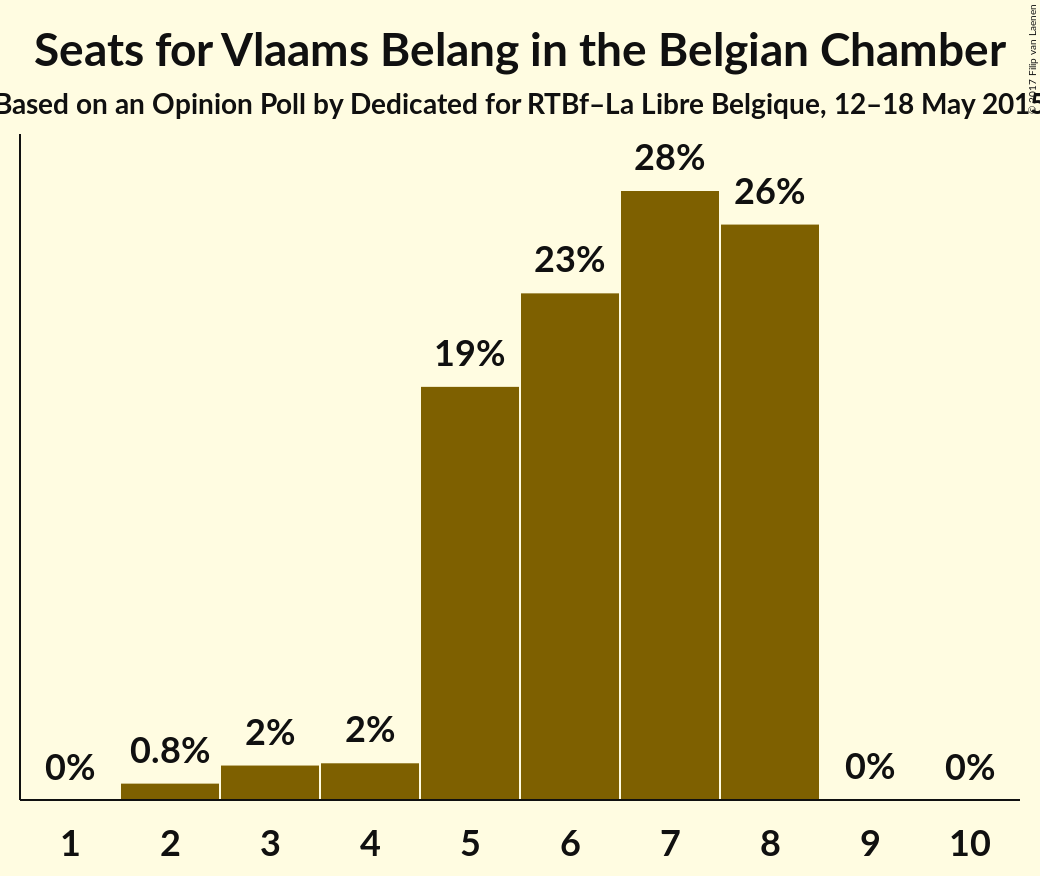 Seats for Vlaams Belang in the Belgian Chamber
Based on an Opinion Poll by Dedicated for RTBf–La Libre Belgique, 12–18 May 2015
© 2017 Filip van Laenen
28%
26%
23%
19%
2%
2%
0.8%
0%
0%
0%
1 2 3 4 5 6 7 8 9 10